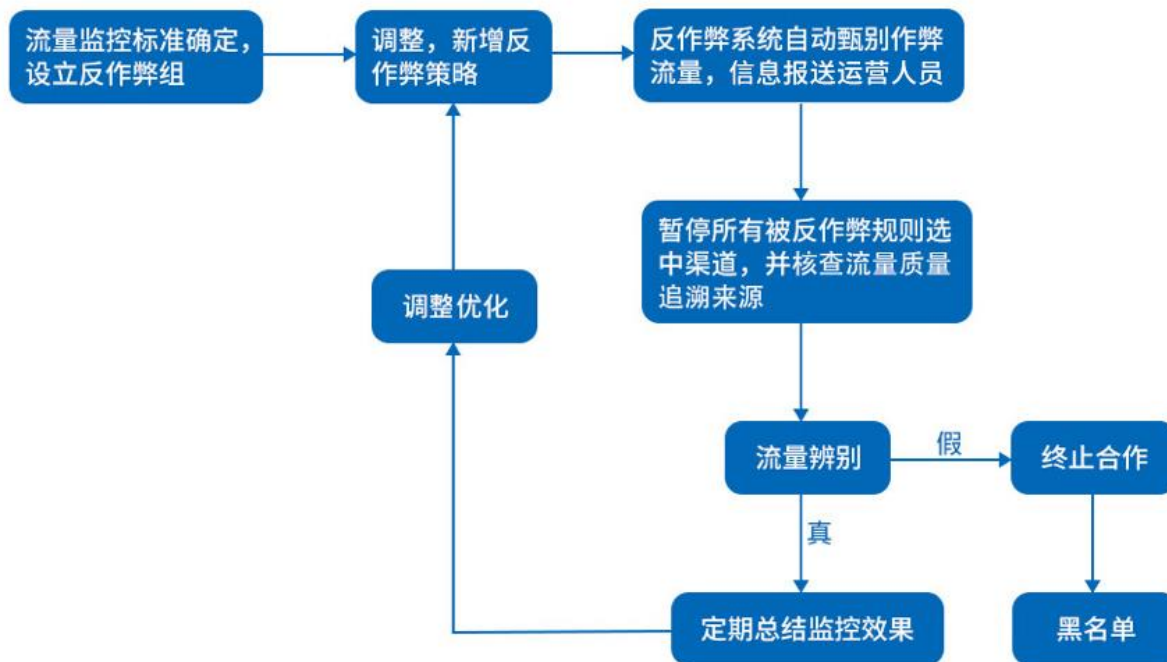 流量监控标准确定，
设立反作弊组
调整，新增反
作弊策略
反作弊系统自动甄别作弊
流量，信息报送运营人员
暂停所有被反作弊规则选
中渠道，并核查流量质量
追溯来源
调整优化
流量辨别
假
终止合作
真
定期总结监控效果
黑名单